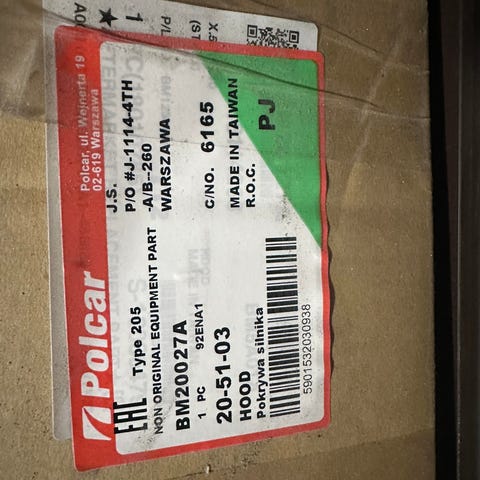 Polcar
Polcar, ul. Wejnerta 19
02-619 Warszawa
EAC Type 205
NON ORIGINAL EQUIPMENT PART
BM20027A
1 PC 92ENA1
20-51-03
HOOD
Pokrywa silnika
5901532030938
J.S.
P/O #J-1114-4TH
-A/B--260
WARSZAWA
C/NO. 6165
MADE IN TAIWAN
R.O.C.
PJ